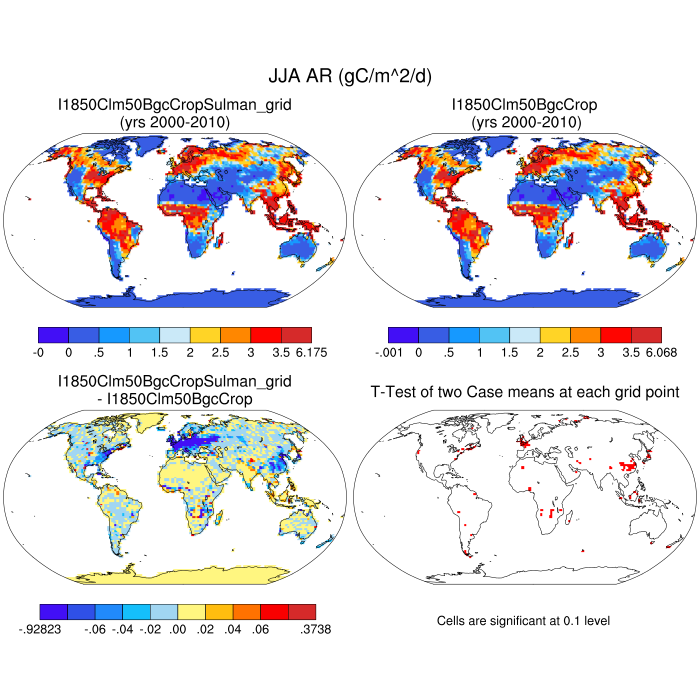 JJA AR (gC/m^2/d)
I1850Clm50BgcCropSulman_grid
(yrs 2000-2010)
I1850Clm50BgcCrop
(yrs 2000-2010)
-0 0 .5 1 1.5 2 2.5 3 3.5 6.175
-.001 0 .5 1 1.5 2 2.5 3 3.5 6.068
I1850Clm50BgcCropSulman_grid
- I1850Clm50BgcCrop
T-Test of two Case means at each grid point
-.92823 -.06 -.04 -.02 .00 .02 .04 .06 .3738
Cells are significant at 0.1 level